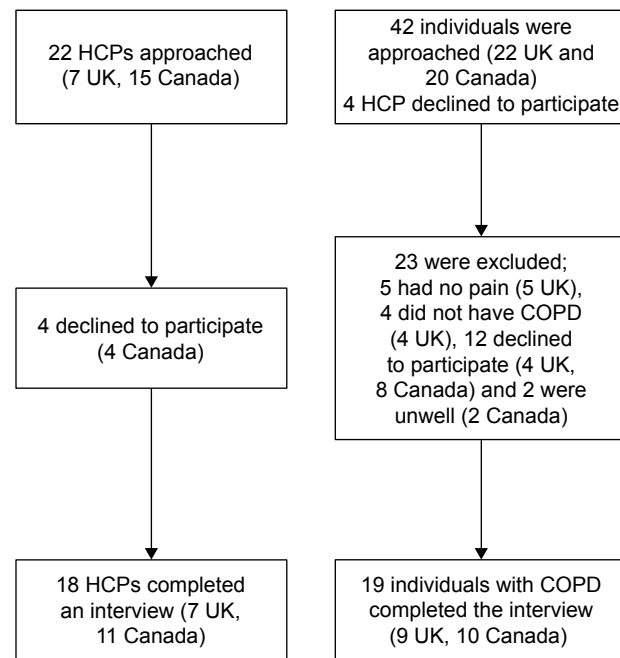 22 HCPs approached
(7 UK, 15 Canada)
4 declined to participate
(4 Canada)
18 HCPs completed
an interview (7 UK,
11 Canada)
42 individuals were
approached (22 UK and
20 Canada)
4 HCP declined to participate
23 were excluded;
5 had no pain (5 UK),
4 did not have COPD
(4 UK), 12 declined
to participate (4 UK,
8 Canada) and 2 were
unwell (2 Canada)
19 individuals with COPD
completed the interview
(9 UK, 10 Canada)